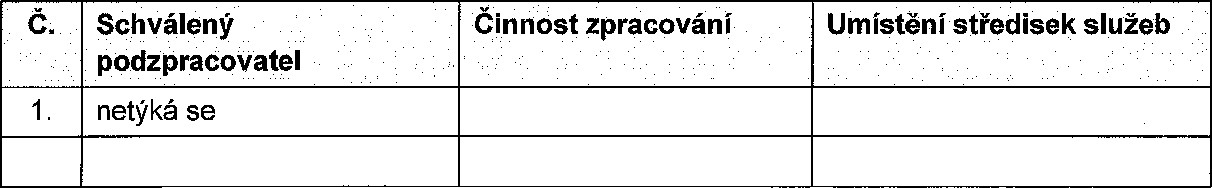 Č. Schválený podzpracovatel Činnost zpracování Umístění středisek služeb
1. netýká se